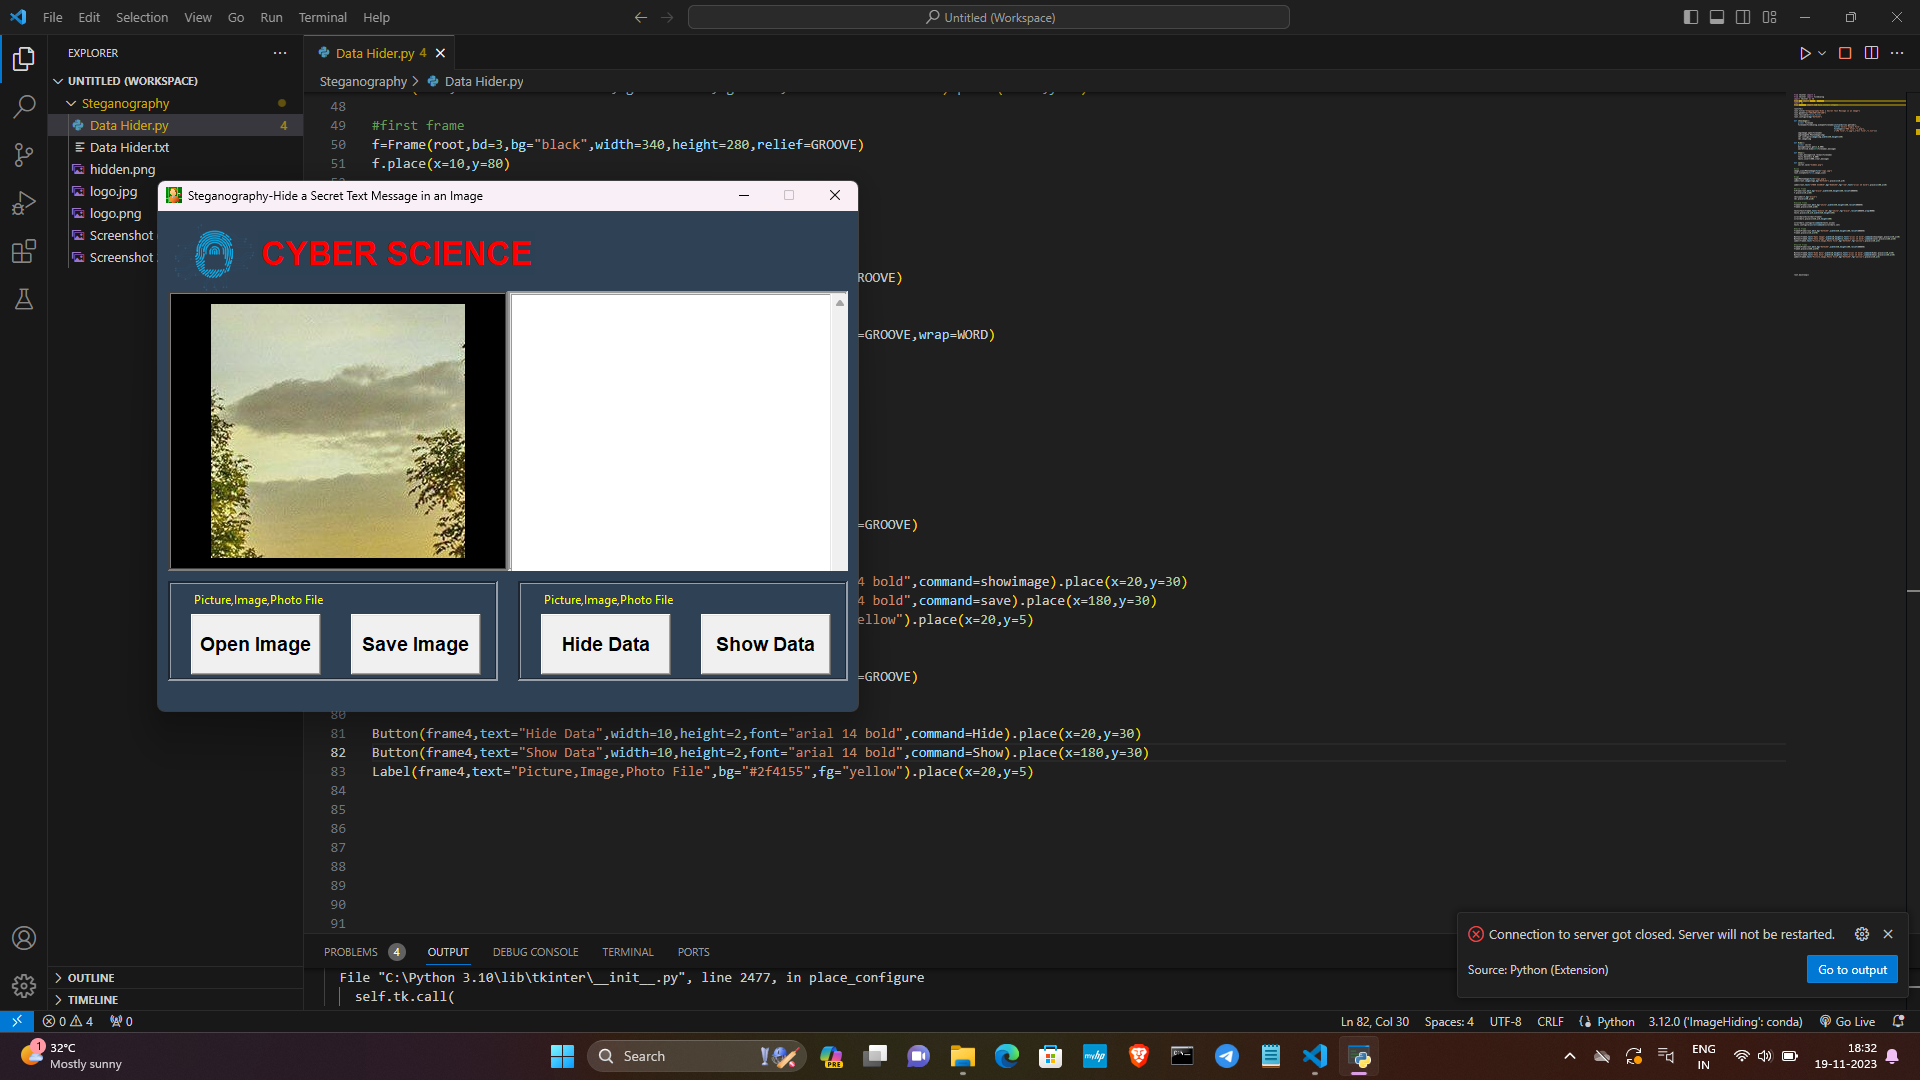 File Edit Selection View Go Run Terminal Help
Untitled (Workspace)
EXPLORER
UNTITLED (WORKSPACE)
Steganography
Data Hider.py 4
Data Hider.txt
hidden.png
logo.jpg
logo.png
Screenshot
Screenshot
OUTLINE
TIMELINE
Data Hider.py 4
Steganography > Data Hider.py
48
49 #first frame
50 f=Frame(root,bd=3,bg="black",width=340,height=280,relief=GROOVE)
51 f.place(x=10,y=80)
ROOVE)
=GROOVE,wrap=WORD)
=GROOVE)
4 bold",command=showimage).place(x=20,y=30)
4 bold",command=save).place(x=180,y=30)
ellow").place(x=20,y=5)
=GROOVE)
80
81 Button(frame4,text="Hide Data",width=10,height=2,font="arial 14 bold",command=Hide).place(x=20,y=30)
82 Button(frame4,text="Show Data",width=10,height=2,font="arial 14 bold",command=Show).place(x=180,y=30)
83 Label(frame4,text="Picture,Image,Photo File",bg="#2f4155",fg="yellow").place(x=20,y=5)
84
85
86
87
88
89
90
91
Steganography-Hide a Secret Text Message in an Image
CYBER SCIENCE
Picture,Image,Photo File
Open Image Save Image
Picture,Image,Photo File
Hide Data Show Data
PROBLEMS 4 OUTPUT DEBUG CONSOLE TERMINAL PORTS
File "C:\Python 3.10\lib\tkinter\__init__.py", line 2477, in place_configure
self.tk.call(
Connection to server got closed. Server will not be restarted.
Source: Python (Extension)
Go to output
0 4 0
Ln 82, Col 30 Spaces: 4 UTF-8 CRLF Python 3.12.0 ('ImageHiding': conda) Go Live
1
32°C
Mostly sunny
Search
PRE
myhp
ENG
IN
18:32
19-11-2023